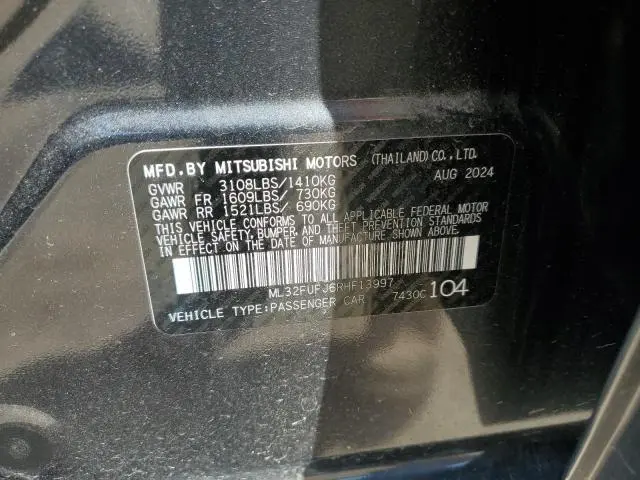 MFD.BY MITSUBISHI MOTORS (THAILAND)CO.,LTD.
AUG 2024
GVWR 3108LBS/1410KG
GAWR FR 1609LBS/ 730KG
GAWR RR 1521LBS/ 690KG
THIS VEHICLE CONFORMS TO ALL APPLICABLE FEDERAL MOTOR
VEHICLE SAFETY,BUMPER,AND THEFT PREVENTION STANDARDS
IN EFFECT ON THE DATE OF MANUFACTURE SHOWN ABOVE.
ML32FUFJ6RHF13997
VEHICLE TYPE:PASSENGER CAR 7430C 104